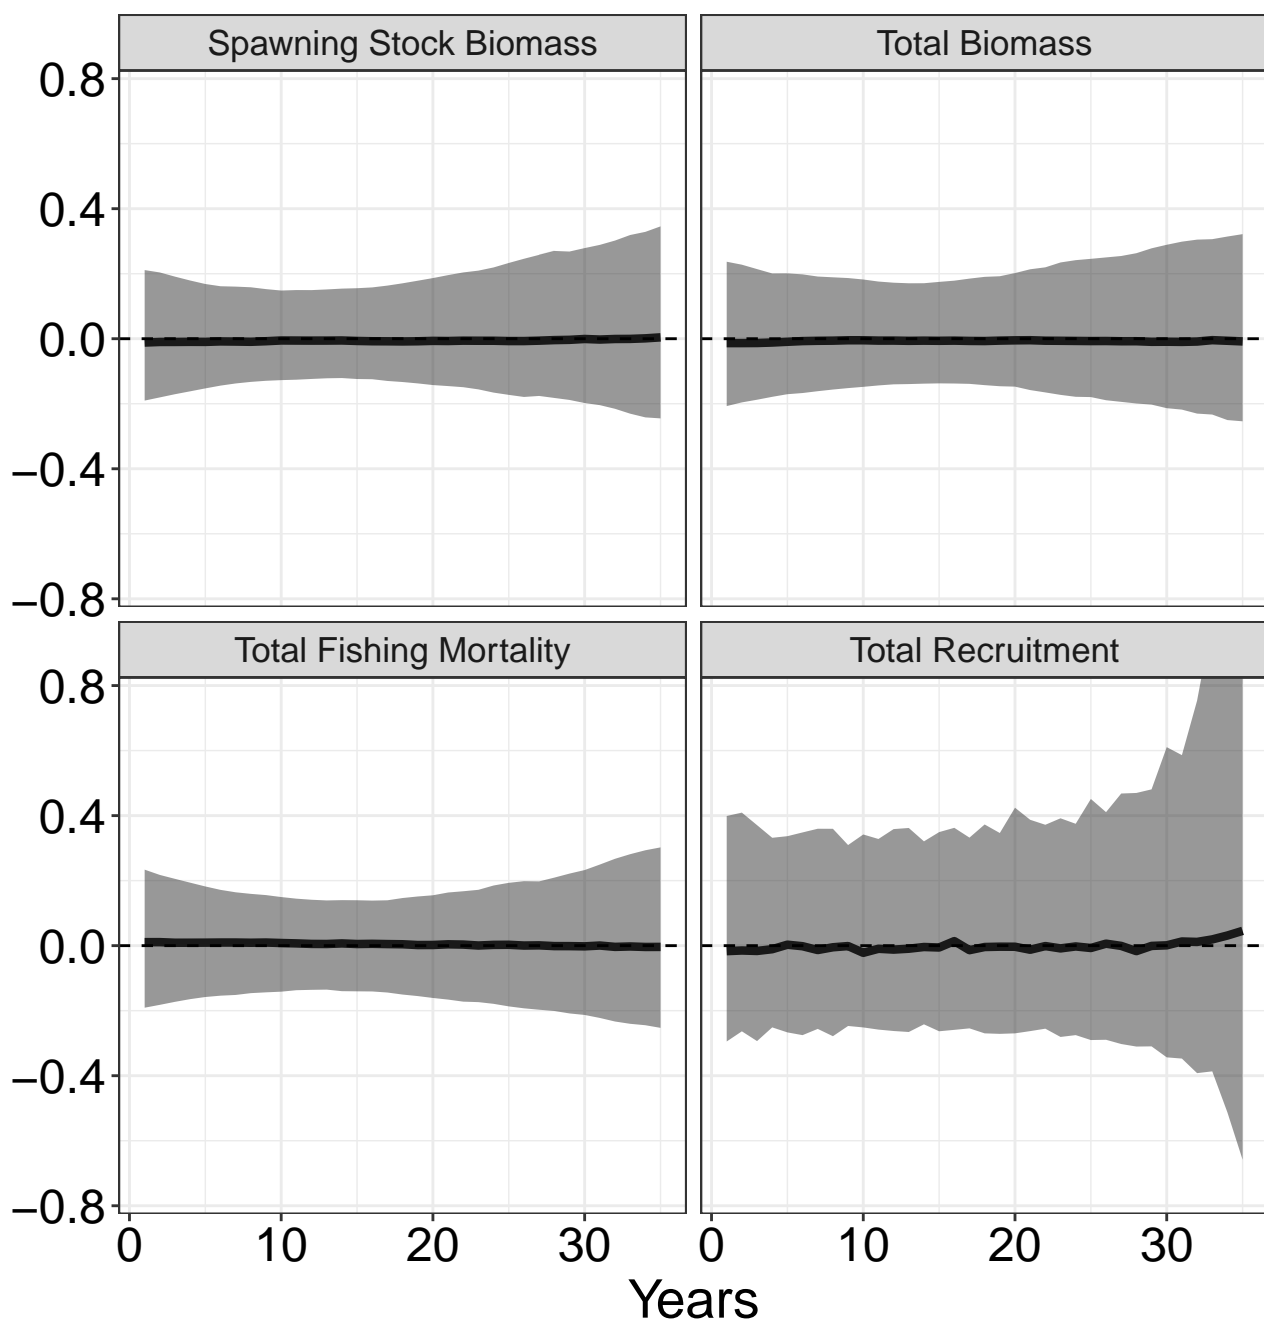 Spawning Stock Biomass
Total Biomass
0.8
0.4
0.0
−0.4
−0.8
Total Fishing Mortality
Total Recruitment
0.8
0.4
0.0
−0.4
−0.8
0 10 20 30
0 10 20 30
Years